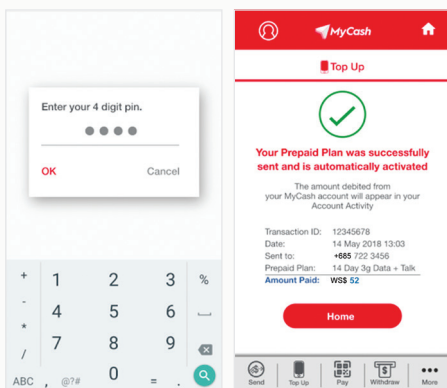 Enter your 4 digit pin.
OK Cancel
+ 1 2 3 %
- 4 5 6
* 7 8 9
/
ABC , @?# 0 = .
MyCash
Top Up
Your Prepaid Plan was successfully
sent and is automatically activated
The amount debited from
your MyCash account will appear in your
Account Activity
Transaction ID: 12345678
Date: 14 May 2018 13:03
Sent to: +685 722 3456
Prepaid Plan: 14 Day 3g Data + Talk
Amount Paid: WS$ 52
Home
Send Top Up Pay Withdraw More